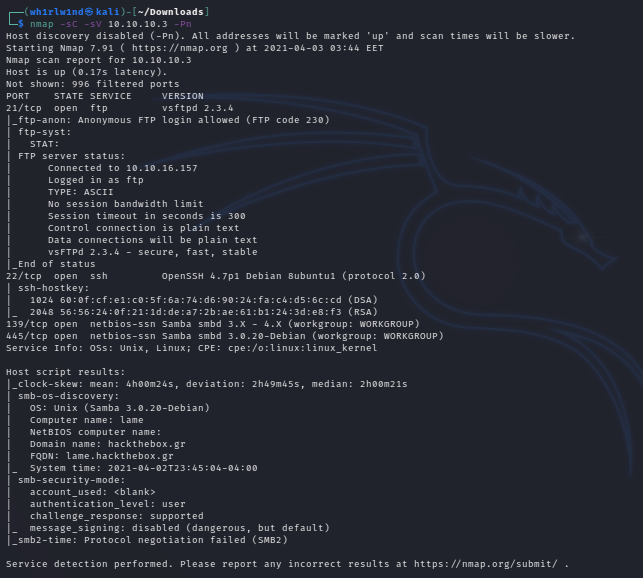 ┌──(wh1rlw1nd㉿kali)-[~/Downloads]
└─$ nmap -sC -sV 10.10.10.3 -Pn
Host discovery disabled (-Pn). All addresses will be marked 'up' and scan times will be slower.
Starting Nmap 7.91 ( https://nmap.org ) at 2021-04-03 03:44 EET
Nmap scan report for 10.10.10.3
Host is up (0.17s latency).
Not shown: 996 filtered ports
PORT    STATE SERVICE     VERSION
21/tcp  open  ftp         vsftpd 2.3.4
|_ftp-anon: Anonymous FTP login allowed (FTP code 230)
| ftp-syst:
|   STAT:
| FTP server status:
|      Connected to 10.10.16.157
|      Logged in as ftp
|      TYPE: ASCII
|      No session bandwidth limit
|      Session timeout in seconds is 300
|      Control connection is plain text
|      Data connections will be plain text
|      vsFTPd 2.3.4 - secure, fast, stable
|_End of status
22/tcp  open  ssh         OpenSSH 4.7p1 Debian 8ubuntu1 (protocol 2.0)
| ssh-hostkey:
|   1024 60:0f:cf:e1:c0:5f:6a:74:d6:90:24:fa:c4:d5:6c:cd (DSA)
|_  2048 56:56:24:0f:21:1d:de:a7:2b:ae:61:b1:24:3d:e8:f3 (RSA)
139/tcp open  netbios-ssn Samba smbd 3.X - 4.X (workgroup: WORKGROUP)
445/tcp open  netbios-ssn Samba smbd 3.0.20-Debian (workgroup: WORKGROUP)
Service Info: OSs: Unix, Linux; CPE: cpe:/o:linux:linux_kernel

Host script results:
|_clock-skew: mean: 4h00m24s, deviation: 2h49m45s, median: 2h00m21s
| smb-os-discovery:
|   OS: Unix (Samba 3.0.20-Debian)
|   Computer name: lame
|   NetBIOS computer name:
|   Domain name: hackthebox.gr
|   FQDN: lame.hackthebox.gr
|_  System time: 2021-04-02T23:45:04-04:00
| smb-security-mode:
|   account_used: <blank>
|   authentication_level: user
|   challenge_response: supported
|_  message_signing: disabled (dangerous, but default)
|_smb2-time: Protocol negotiation failed (SMB2)

Service detection performed. Please report any incorrect results at https://nmap.org/submit/ .